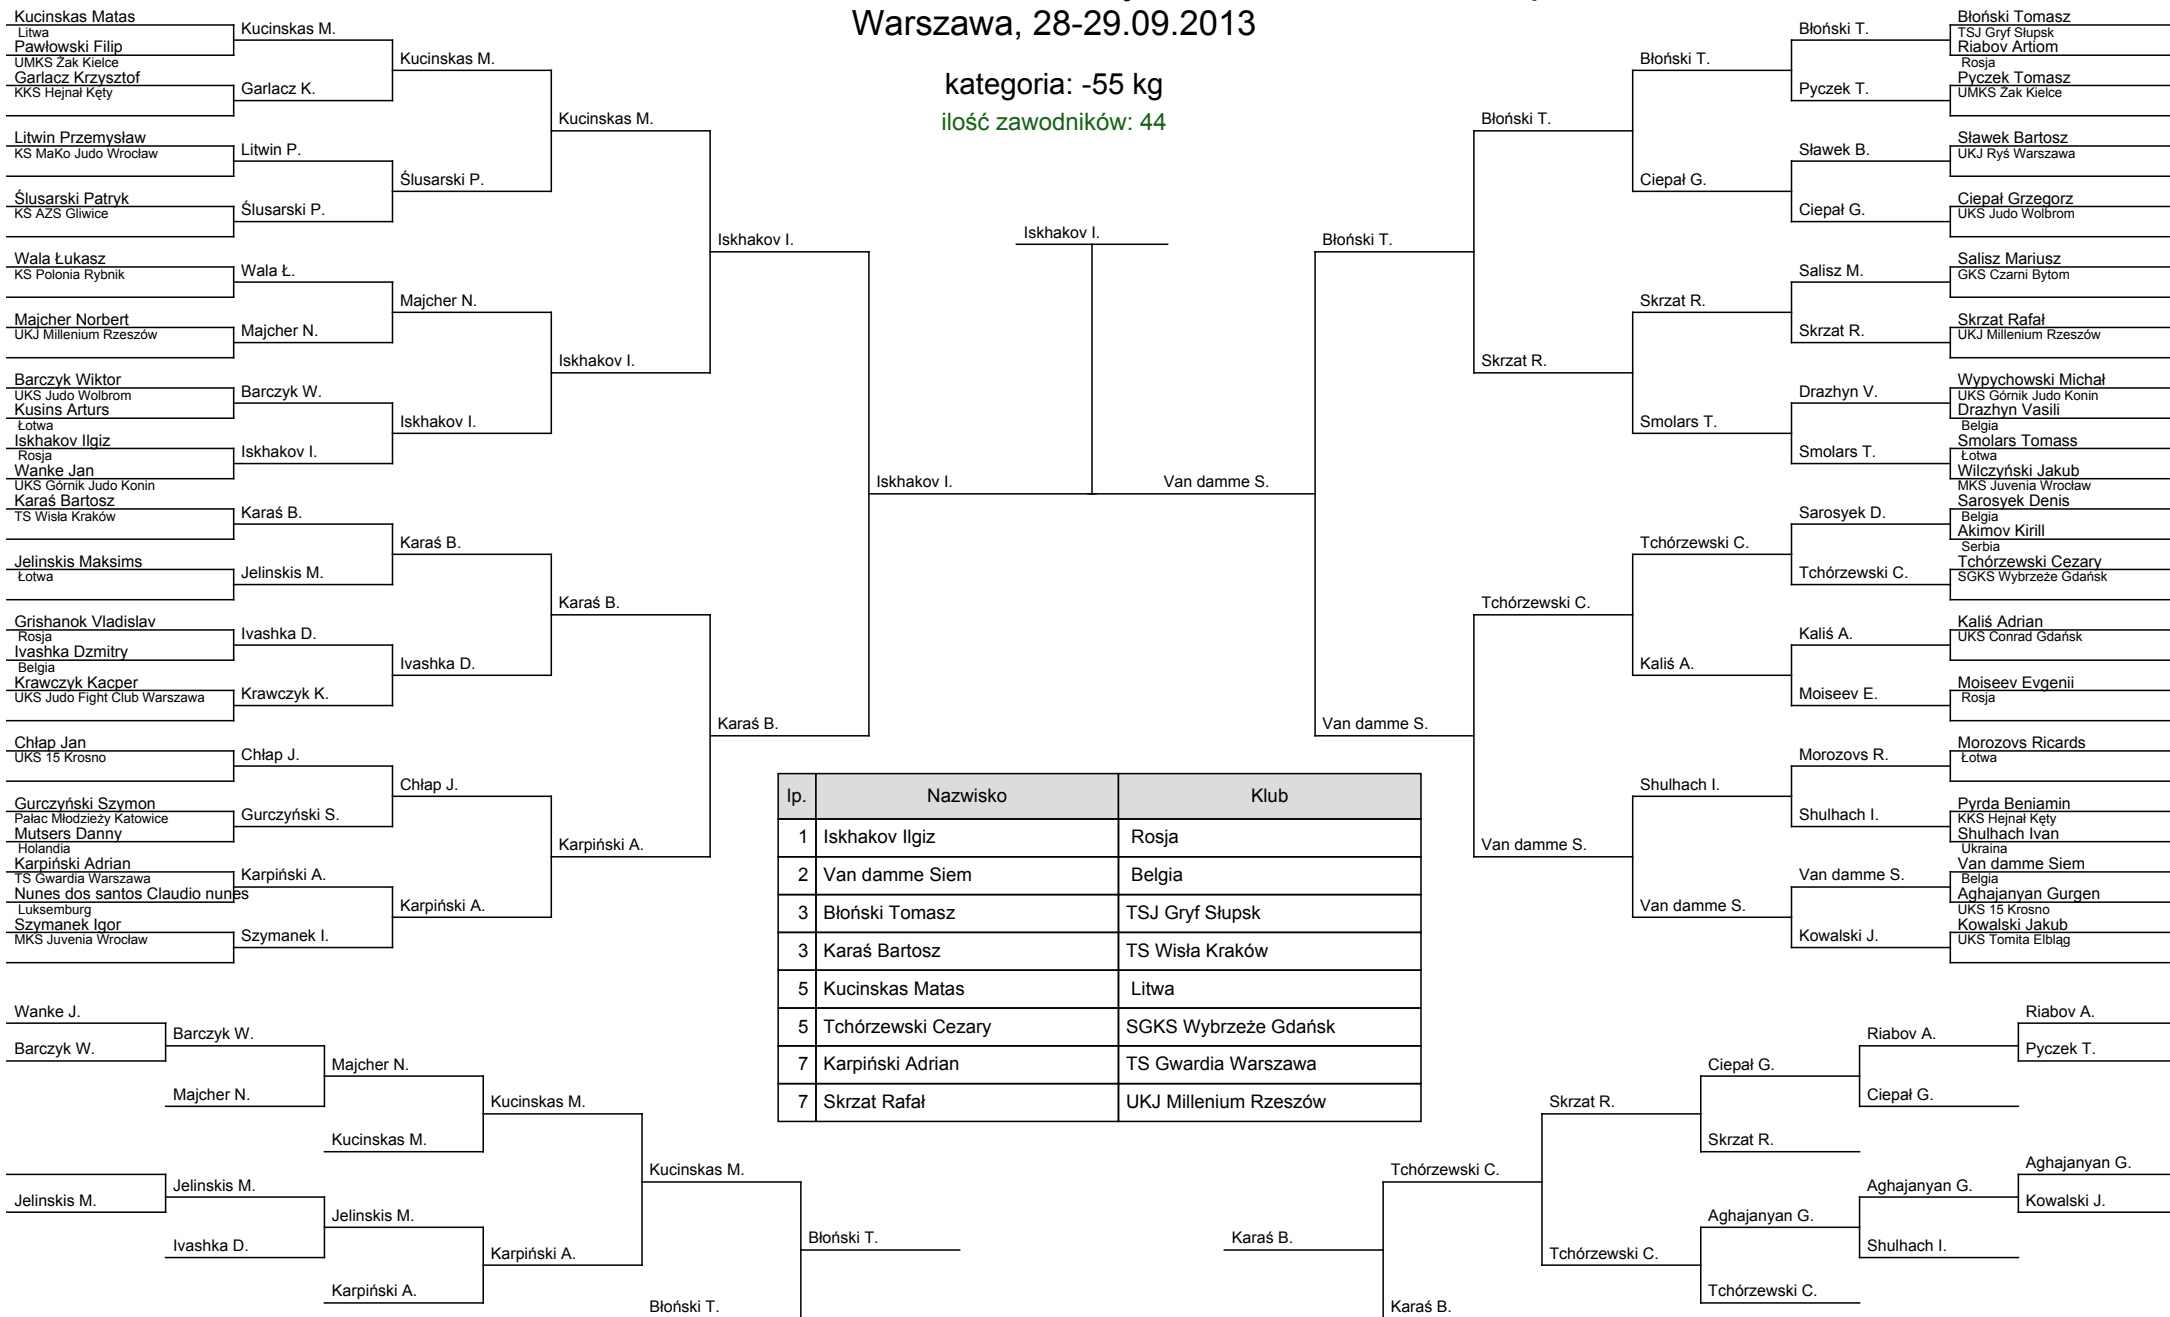 Warszawa, 28-29.09.2013
kategoria: -55 kg
ilość zawodników: 44
Kucinskas Matas
Litwa
Pawłowski Filip
UMKS Żak Kielce
Garlacz Krzysztof
KKS Hejnał Kęty
Litwin Przemysław
KS MaKo Judo Wrocław
Ślusarski Patryk
KS AZS Gliwice
Wala Łukasz
KS Polonia Rybnik
Majcher Norbert
UKJ Millenium Rzeszów
Barczyk Wiktor
UKS Judo Wolbrom
Kusins Arturs
Łotwa
Iskhakov Ilgiz
Rosja
Wanke Jan
UKS Górnik Judo Konin
Karaś Bartosz
TS Wisła Kraków
Jelinskis Maksims
Łotwa
Grishanok Vladislav
Rosja
Ivashka Dzmitry
Belgia
Krawczyk Kacper
UKS Judo Fight Club Warszawa
Chłap Jan
UKS 15 Krosno
Gurczyński Szymon
Pałac Młodzieży Katowice
Mutsers Danny
Holandia
Karpiński Adrian
TS Gwardia Warszawa
Nunes dos santos Claudio nunes
Luksemburg
Szymanek Igor
MKS Juvenia Wrocław
Kucinskas M.
Garlacz K.
Litwin P.
Ślusarski P.
Wala Ł.
Majcher N.
Barczyk W.
Iskhakov I.
Karaś B.
Jelinskis M.
Ivashka D.
Krawczyk K.
Chłap J.
Gurczyński S.
Karpiński A.
Szymanek I.
Kucinskas M.
Ślusarski P.
Majcher N.
Iskhakov I.
Karaś B.
Ivashka D.
Chłap J.
Karpiński A.
Kucinskas M.
Iskhakov I.
Karaś B.
Karpiński A.
Iskhakov I.
Karaś B.
Iskhakov I.
Iskhakov I.
Van damme S.
Błoński T.
Van damme S.
Błoński T.
Skrzat R.
Tchórzewski C.
Van damme S.
Błoński T.
Ciepał G.
Skrzat R.
Smolars T.
Tchórzewski C.
Kaliś A.
Shulhach I.
Van damme S.
Błoński T.
Pyczek T.
Sławek B.
Ciepał G.
Salisz M.
Skrzat R.
Drazhyn V.
Smolars T.
Sarosyek D.
Tchórzewski C.
Kaliś A.
Moiseev E.
Morozovs R.
Shulhach I.
Van damme S.
Kowalski J.
Błoński Tomasz
TSJ Gryf Słupsk
Riabov Artiom
Rosja
Pyczek Tomasz
UMKS Żak Kielce
Sławek Bartosz
UKJ Ryś Warszawa
Ciepał Grzegorz
UKS Judo Wolbrom
Salisz Mariusz
GKS Czarni Bytom
Skrzat Rafał
UKJ Millenium Rzeszów
Wypychowski Michał
UKS Górnik Judo Konin
Drazhyn Vasili
Belgia
Smolars Tomass
Łotwa
Wilczyński Jakub
MKS Juvenia Wrocław
Sarosyek Denis
Belgia
Akimov Kirill
Serbia
Tchórzewski Cezary
SGKS Wybrzeże Gdańsk
Kaliś Adrian
UKS Conrad Gdańsk
Moiseev Evgenii
Rosja
Morozovs Ricards
Łotwa
Pyrda Beniamin
KKS Hejnał Kęty
Shulhach Ivan
Ukraina
Van damme Siem
Belgia
Aghajanyan Gurgen
UKS 15 Krosno
Kowalski Jakub
UKS Tomita Elbląg
lp. Nazwisko Klub
1 Iskhakov Ilgiz Rosja
2 Van damme Siem Belgia
3 Błoński Tomasz TSJ Gryf Słupsk
3 Karaś Bartosz TS Wisła Kraków
5 Kucinskas Matas Litwa
5 Tchórzewski Cezary SGKS Wybrzeże Gdańsk
7 Karpiński Adrian TS Gwardia Warszawa
7 Skrzat Rafał UKJ Millenium Rzeszów
Wanke J.
Barczyk W.
Jelinskis M.
Barczyk W.
Majcher N.
Jelinskis M.
Ivashka D.
Majcher N.
Kucinskas M.
Jelinskis M.
Karpiński A.
Kucinskas M.
Karpiński A.
Kucinskas M.
Błoński T.
Błoński T.
Karaś B.
Tchórzewski C.
Karaś B.
Skrzat R.
Tchórzewski C.
Ciepał G.
Skrzat R.
Aghajanyan G.
Tchórzewski C.
Riabov A.
Ciepał G.
Aghajanyan G.
Shulhach I.
Riabov A.
Pyczek T.
Aghajanyan G.
Kowalski J.